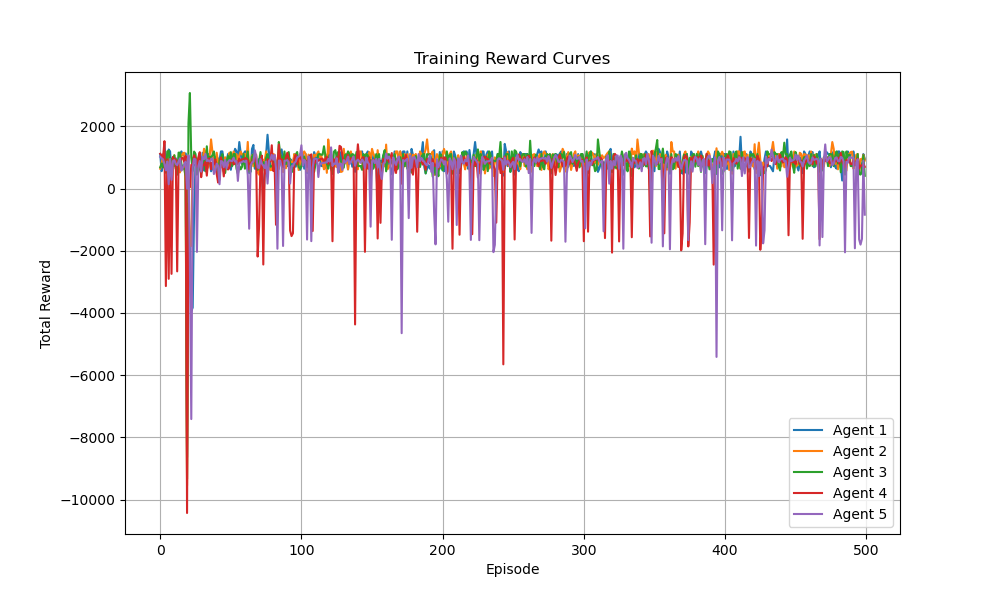 Training Reward Curves
Total Reward
2000
0
−2000
−4000
−6000
−8000
−10000
0 100 200 300 400 500
Episode
Agent 1
Agent 2
Agent 3
Agent 4
Agent 5